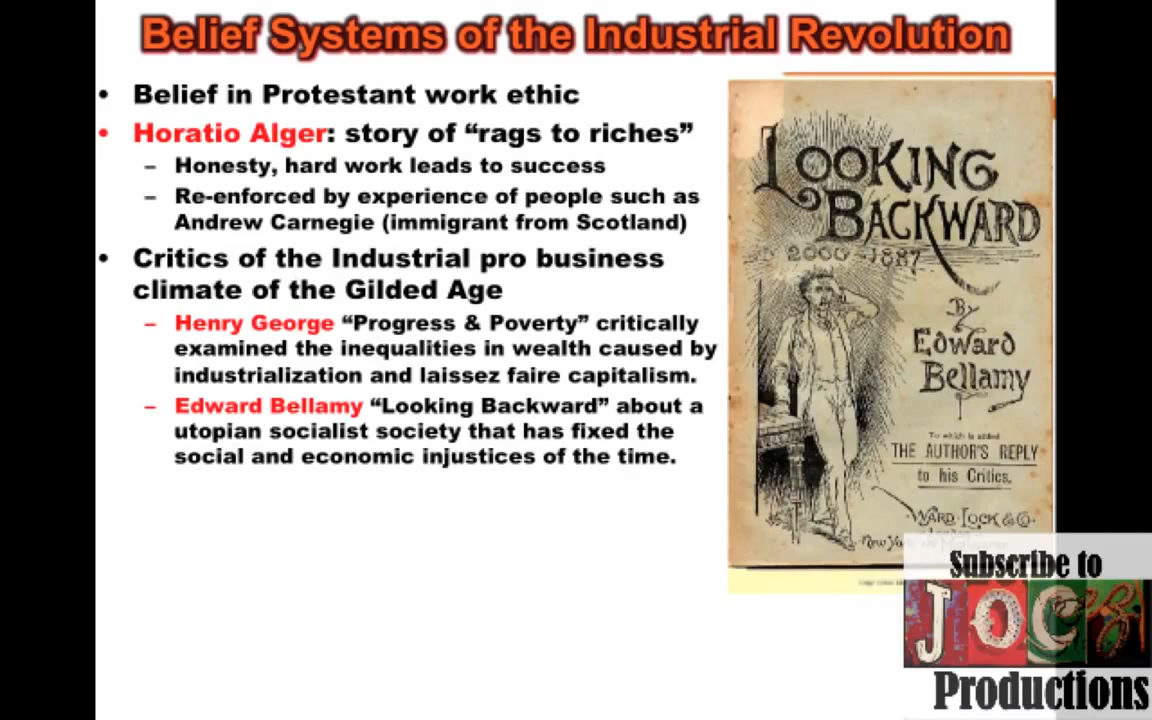 Belief Systems of the Industrial Revolution
• Belief in Protestant work ethic
• Horatio Alger: story of “rags to riches”
– Honesty, hard work leads to success
– Re-enforced by experience of people such as
Andrew Carnegie (immigrant from Scotland)
• Critics of the Industrial pro business
climate of the Gilded Age
– Henry George “Progress & Poverty” critically
examined the inequalities in wealth caused by
industrialization and laissez faire capitalism.
– Edward Bellamy “Looking Backward” about a
utopian socialist society that has fixed the
social and economic injustices of the time.
LOOKING
BACKWARD
2000-1887
By
Edward
Bellamy
To which is added
THE AUTHOR'S REPLY
to his Critics.
WARD·LOCK & CO.
Subscribe to
JOCZ
Productions